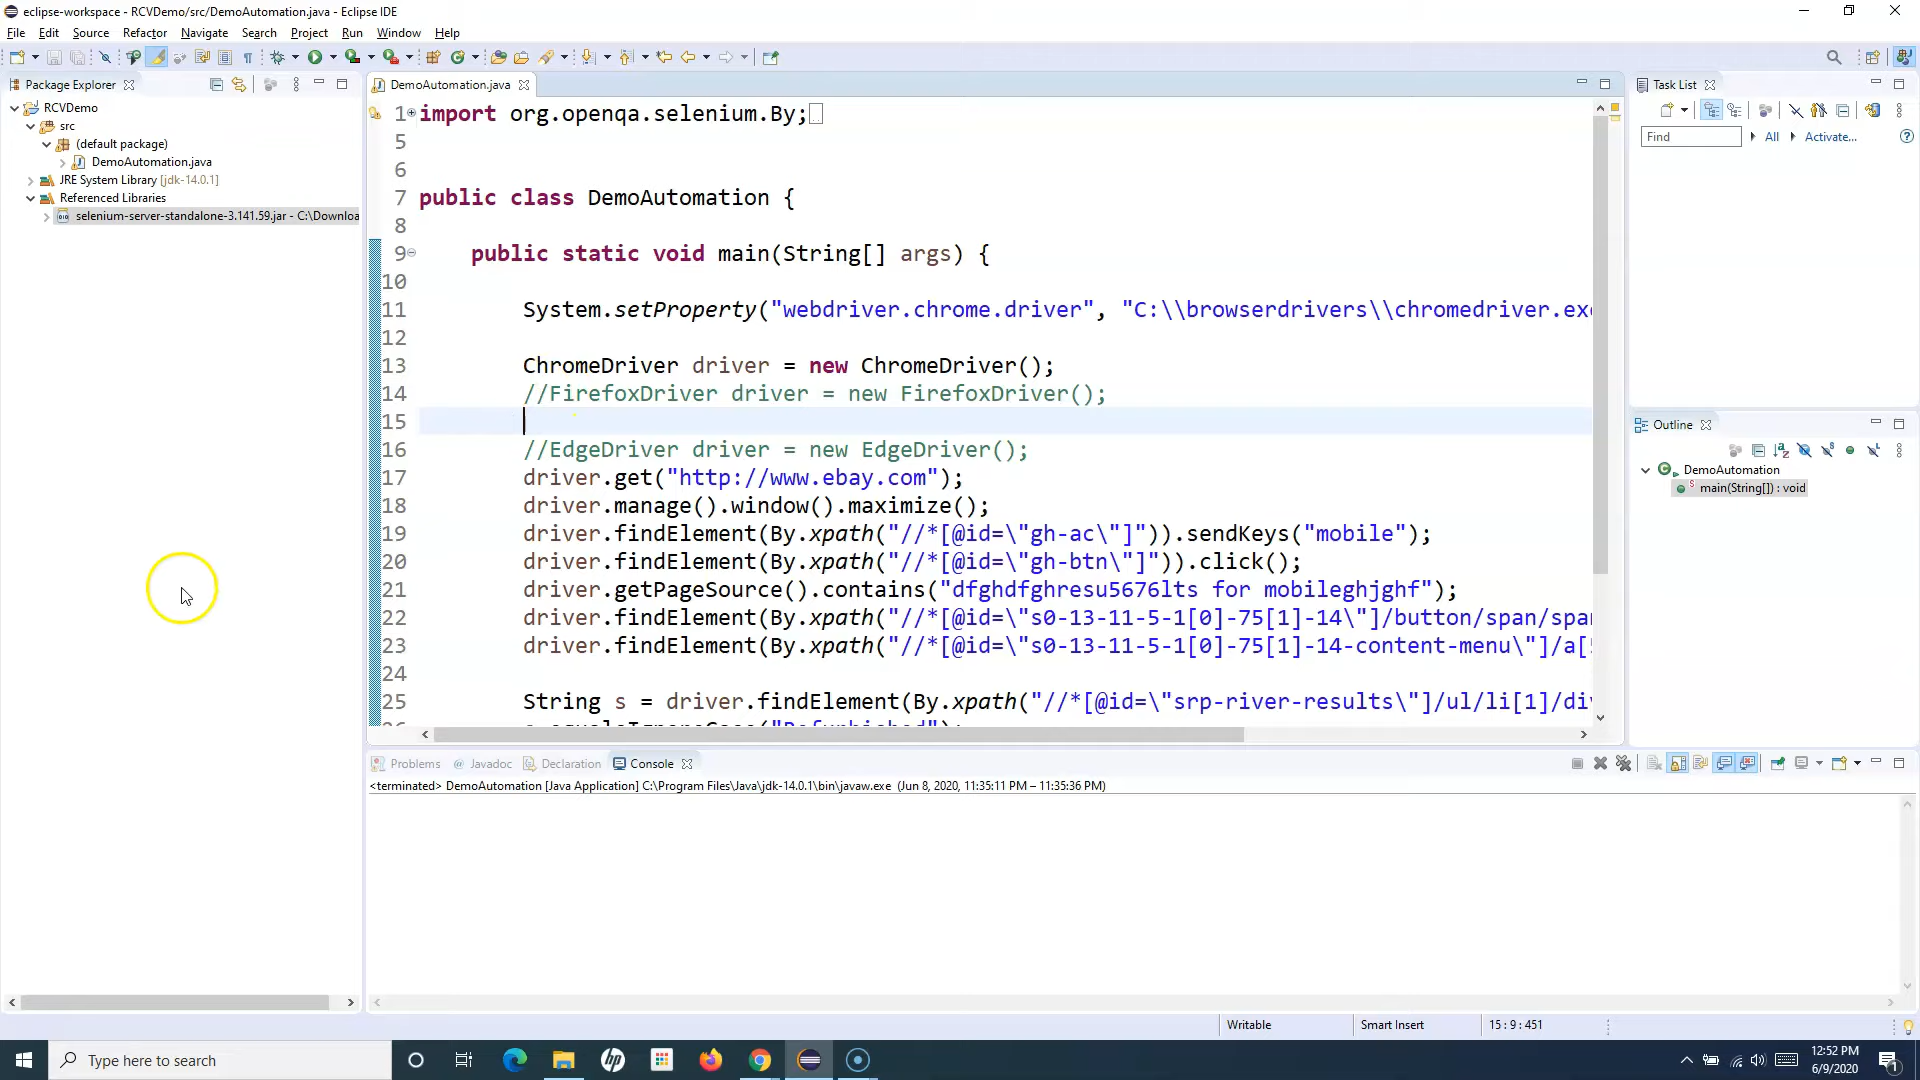 eclipse-workspace - RCVDemo/src/DemoAutomation.java - Eclipse IDE
File Edit Source Refactor Navigate Search Project Run Window Help
Package Explorer
RCVDemo
src
(default package)
DemoAutomation.java
JRE System Library [jdk-14.0.1]
Referenced Libraries
selenium-server-standalone-3.141.59.jar - C:\Downloa
DemoAutomation.java
1 import org.openqa.selenium.By;
5
6
7 public class DemoAutomation {
8
9 public static void main(String[] args) {
10
11 System.setProperty("webdriver.chrome.driver", "C:\\browserdrivers\\chromedriver.exe
12
13 ChromeDriver driver = new ChromeDriver();
14 //FirefoxDriver driver = new FirefoxDriver();
15
16 //EdgeDriver driver = new EdgeDriver();
17 driver.get("http://www.ebay.com");
18 driver.manage().window().maximize();
19 driver.findElement(By.xpath("//*[@id=\"gh-ac\"]")).sendKeys("mobile");
20 driver.findElement(By.xpath("//*[@id=\"gh-btn\"]")).click();
21 driver.getPageSource().contains("dfghdfghresu5676lts for mobileghjghf");
22 driver.findElement(By.xpath("//*[@id=\"s0-13-11-5-1[0]-75[1]-14\"]/button/span/span
23 driver.findElement(By.xpath("//*[@id=\"s0-13-11-5-1[0]-75[1]-14-content-menu\"]/a[5
24
25 String s = driver.findElement(By.xpath("//*[@id=\"srp-river-results\"]/ul/li[1]/div
Task List
Find All Activate...
Outline
DemoAutomation
main(String[]) : void
Problems Javadoc Declaration Console
<terminated> DemoAutomation [Java Application] C:\Program Files\Java\jdk-14.0.1\bin\javaw.exe (Jun 8, 2020, 11:35:11 PM – 11:35:36 PM)
Writable Smart Insert 15 : 9 : 451
Type here to search
12:52 PM
6/9/2020